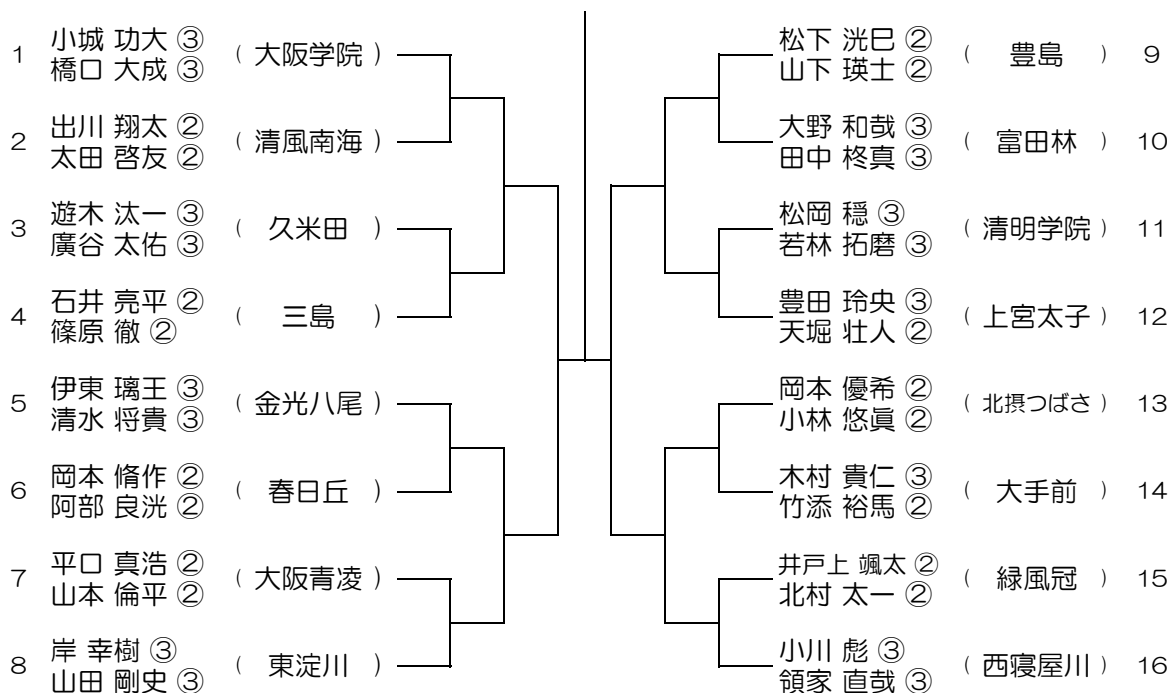 1 小城 功大 ③
橋口 大成 ③
( 大阪学院 )
2 出川 翔太 ②
太田 啓友 ②
( 清風南海 )
3 遊木 汰一 ③
廣谷 太佑 ③
( 久米田 )
4 石井 亮平 ②
篠原 徹 ②
( 三島 )
5 伊東 璃王 ③
清水 将貴 ③
( 金光八尾 )
6 岡本 脩作 ②
阿部 良洸 ②
( 春日丘 )
7 平口 真浩 ②
山本 倫平 ②
( 大阪青凌 )
8 岸 幸樹 ③
山田 剛史 ③
( 東淀川 )
松下 洸巳 ②
山下 瑛士 ②
( 豊島 ) 9
大野 和哉 ③
田中 柊真 ③
( 富田林 ) 10
松岡 穏 ③
若林 拓磨 ③
( 清明学院 ) 11
豊田 玲央 ③
天堀 壮人 ②
( 上宮太子 ) 12
岡本 優希 ②
小林 悠眞 ②
( 北摂つばさ ) 13
木村 貴仁 ③
竹添 裕馬 ②
( 大手前 ) 14
井戸上 颯太 ②
北村 太一 ②
( 緑風冠 ) 15
小川 彪 ③
領家 直哉 ③
( 西寝屋川 ) 16